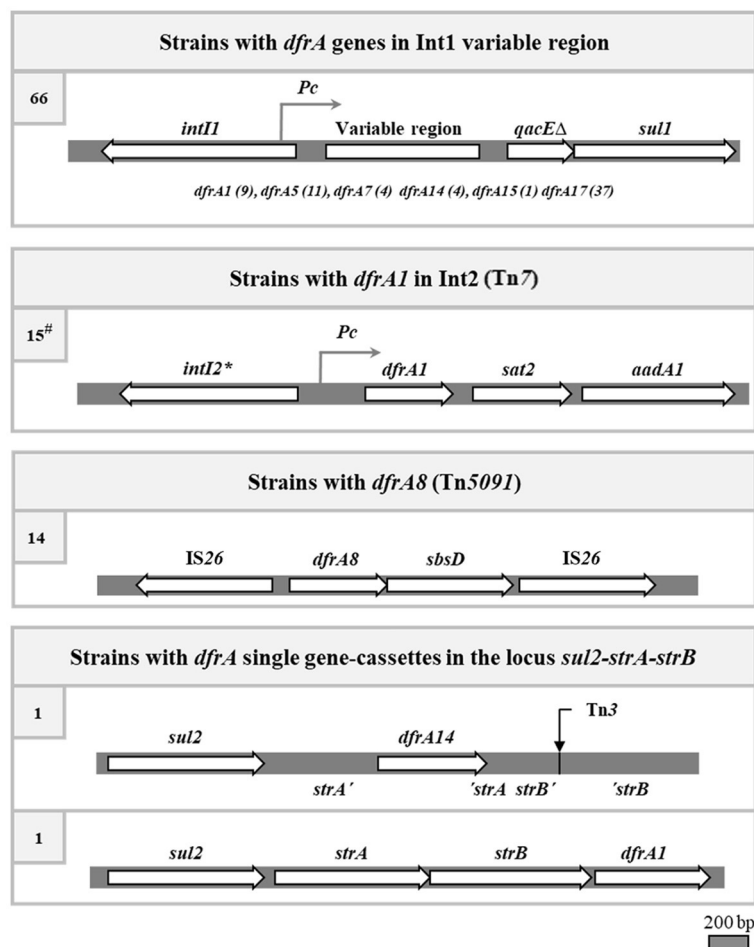 Strains with dfrA genes in Int1 variable region
66
Pc
intI1 Variable region qacEΔ sul1
dfrA1 (9), dfrA5 (11), dfrA7 (4) dfrA14 (4), dfrA15 (1) dfrA17 (37)
Strains with dfrA1 in Int2 (Tn7)
15#
Pc
intI2* dfrA1 sat2 aadA1
Strains with dfrA8 (Tn5091)
14
IS26 dfrA8 sbsD IS26
Strains with dfrA single gene-cassettes in the locus sul2-strA-strB
1
Tn3
sul2 dfrA14
strA´ ´strA strB´ ´strB
1
sul2 strA strB dfrA1
200 bp